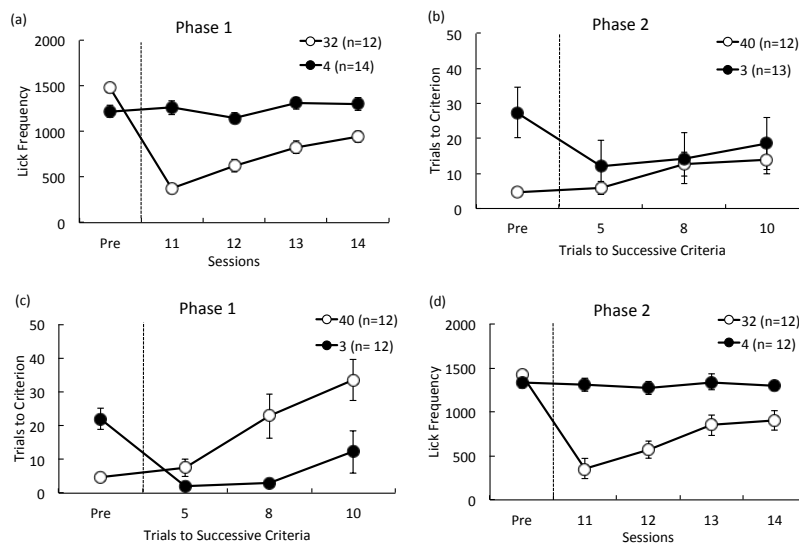 (a)
Phase 1
32 (n=12)
4 (n=14)
2000
1500
1000
500
0
Lick Frequency
Pre 11 12 13 14
Sessions
(b)
Phase 2
40 (n=12)
3 (n=13)
50
40
30
20
10
0
Trials to Criterion
Pre 5 8 10
Trials to Successive Criteria
(c)
Phase 1
40 (n=12)
3 (n= 12)
50
40
30
20
10
0
Trials to Criterion
Pre 5 8 10
Trials to Successive Criteria
(d)
Phase 2
32 (n=12)
4 (n= 12)
2000
1500
1000
500
0
Lick Frequency
Pre 11 12 13 14
Sessions